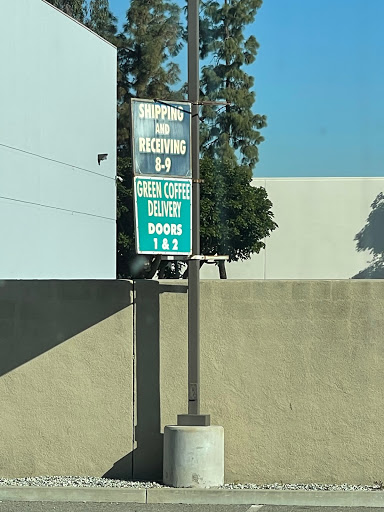 SHIPPING
AND
RECEIVING
8-9
GREEN COFFEE
DELIVERY
DOORS
1 & 2